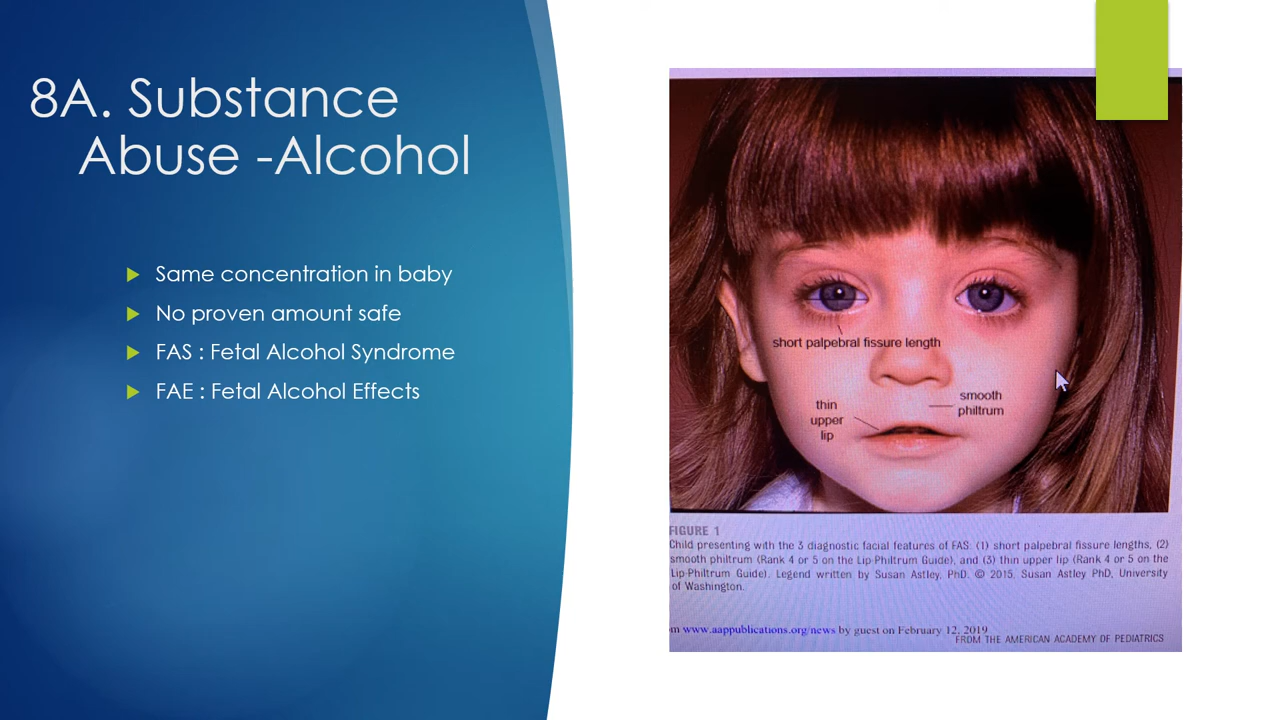 8A. Substance
Abuse -Alcohol
Same concentration in baby
No proven amount safe
FAS : Fetal Alcohol Syndrome
FAE : Fetal Alcohol Effects
short palpebral fissure length
thin
upper
lip
smooth
philtrum
FIGURE 1
Child presenting with the 3 diagnostic facial features of FAS: (1) short palpebral fissure lengths, (2)
smooth philtrum (Rank 4 or 5 on the Lip-Philtrum Guide), and (3) thin upper lip (Rank 4 or 5 on the
Lip-Philtrum Guide). Legend written by Susan Astley, PhD. © 2015. Susan Astley PhD, University
of Washington.
m www.aappublications.org/news by guest on February 12, 2019
FROM THE AMERICAN ACADEMY OF PEDIATRICS